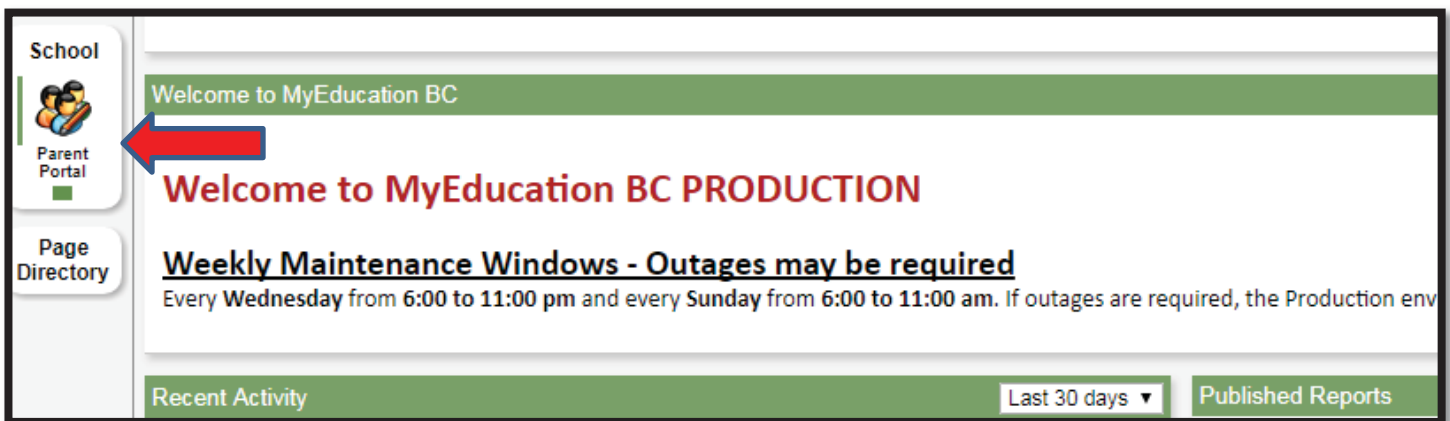 School
Parent
Portal
Page
Directory
Welcome to MyEducation BC
Welcome to MyEducation BC PRODUCTION
Weekly Maintenance Windows - Outages may be required
Every Wednesday from 6:00 to 11:00 pm and every Sunday from 6:00 to 11:00 am. If outages are required, the Production env
Recent Activity
Last 30 days ▼
Published Reports